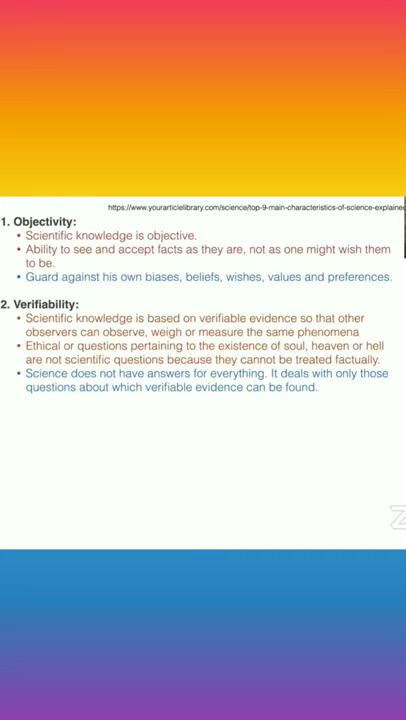 https://www.yourarticlelibrary.com/science/top-9-main-characteristics-of-science-explained
1. Objectivity:
• Scientific knowledge is objective.
• Ability to see and accept facts as they are, not as one might wish them
to be.
• Guard against his own biases, beliefs, wishes, values and preferences.
2. Verifiability:
• Scientific knowledge is based on verifiable evidence so that other
observers can observe, weigh or measure the same phenomena
• Ethical or questions pertaining to the existence of soul, heaven or hell
are not scientific questions because they cannot be treated factually.
• Science does not have answers for everything. It deals with only those
questions about which verifiable evidence can be found.